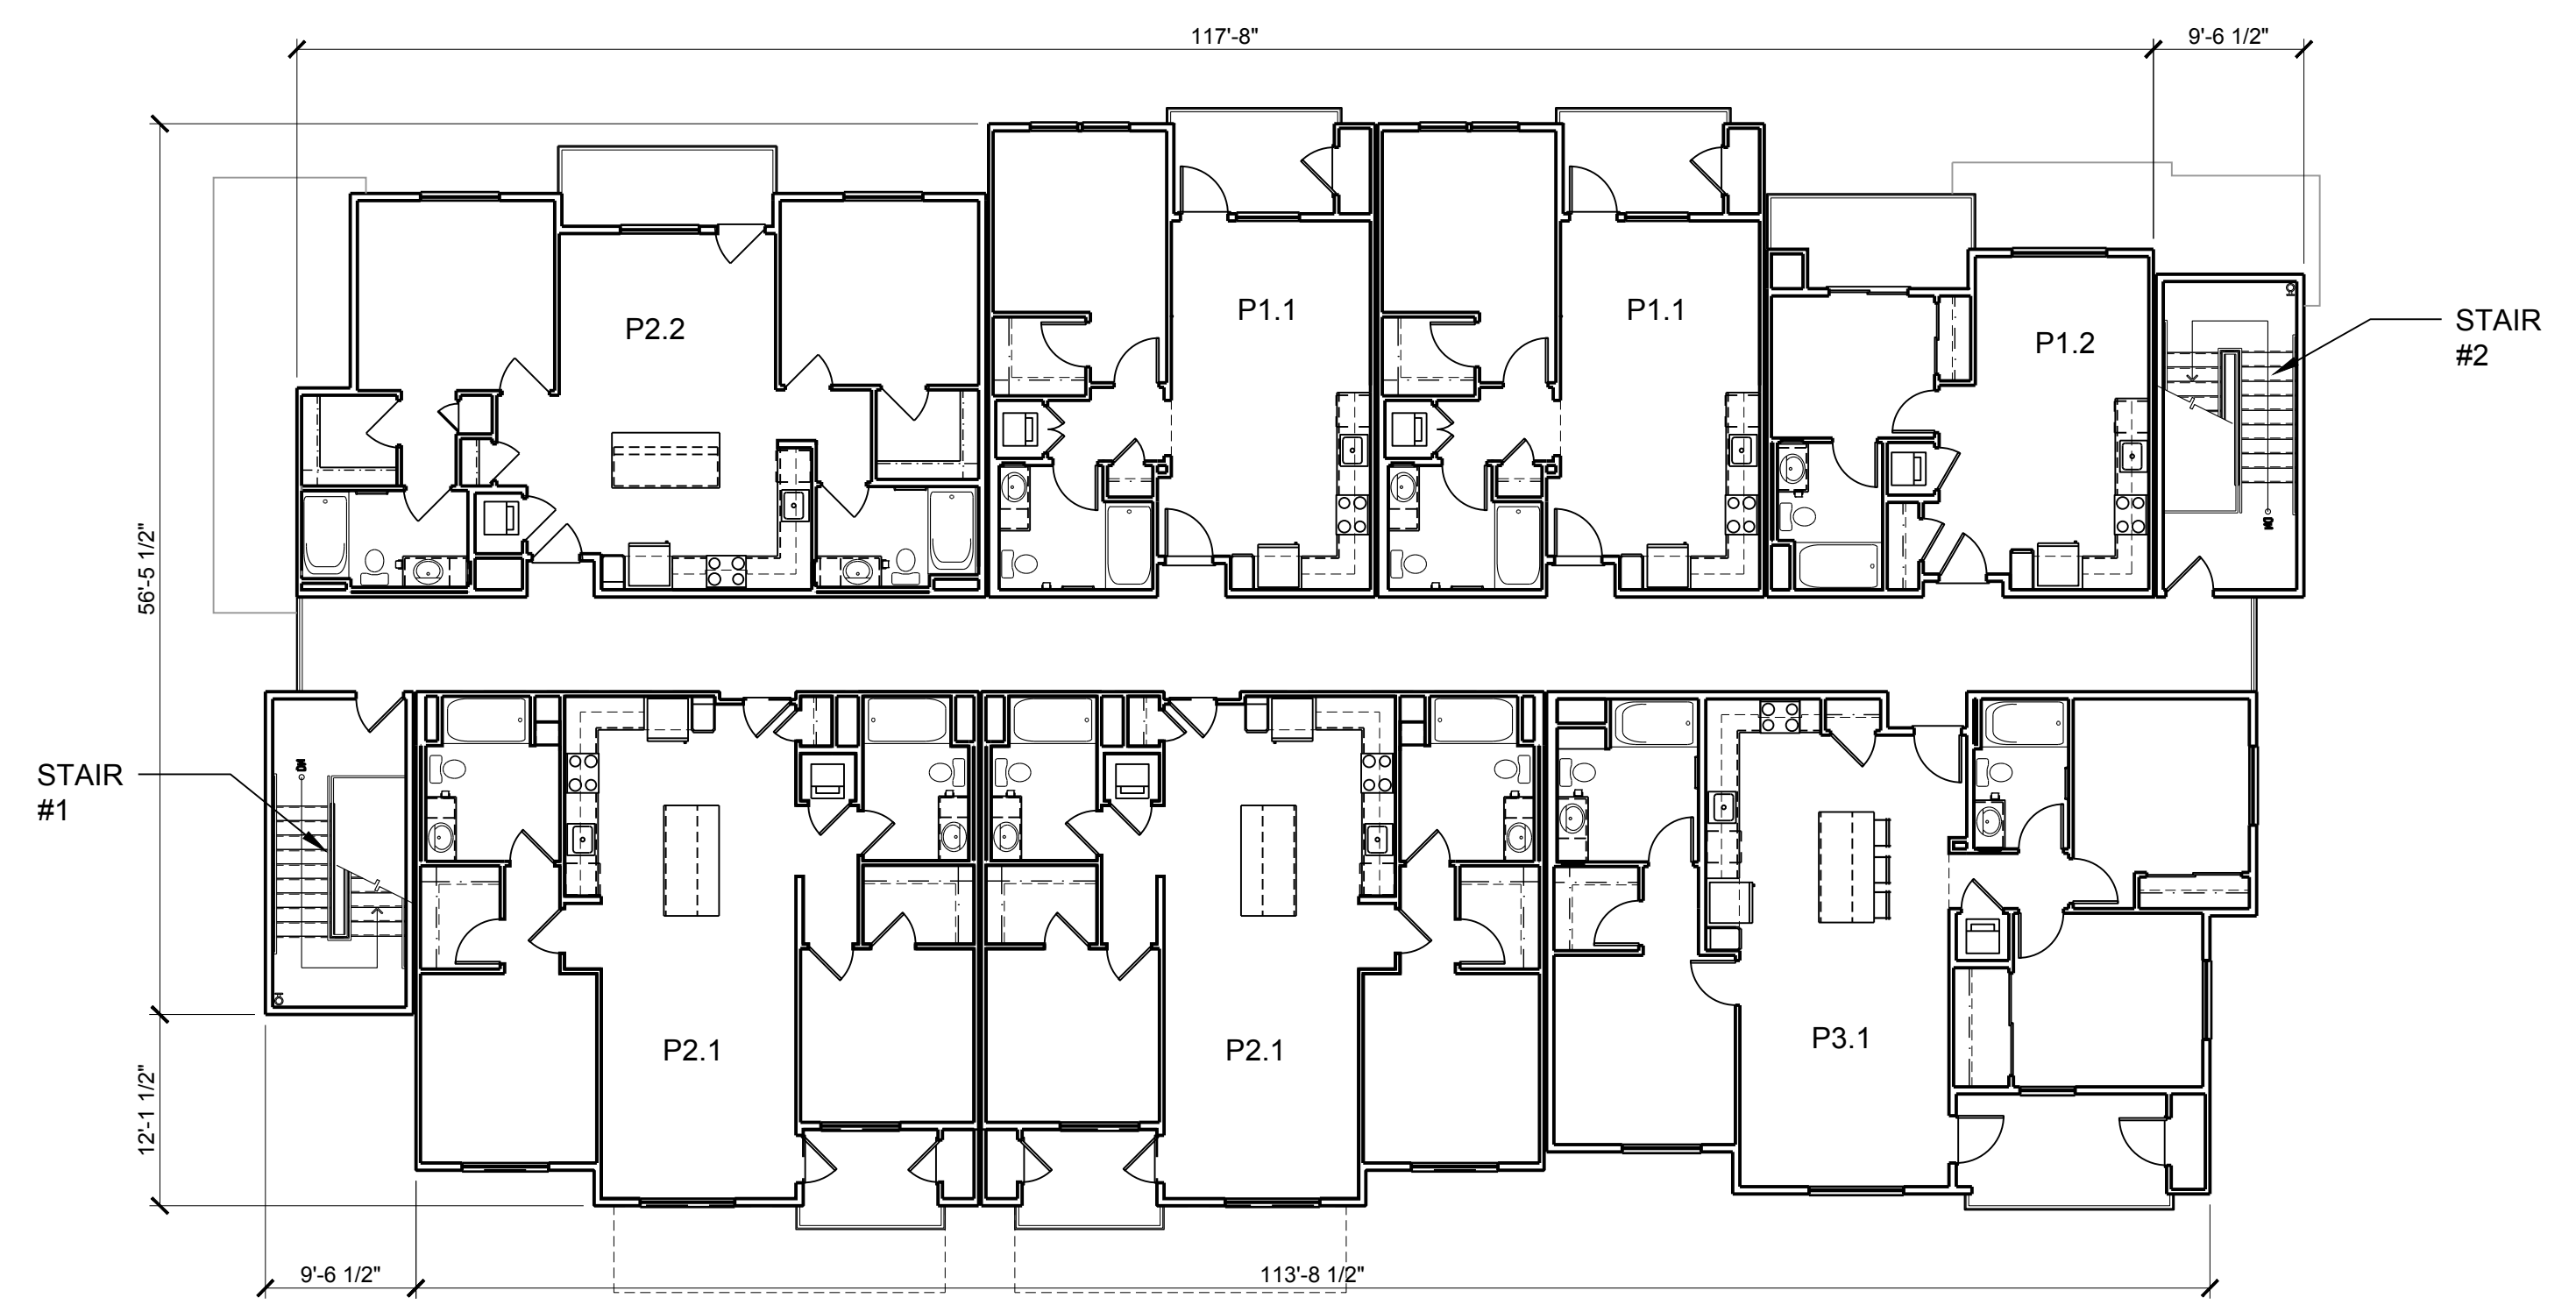 117'-8"
9'-6 1/2"
56'-5 1/2"
12'-1 1/2"
P2.2
P1.1
P1.1
P1.2
STAIR
#2
DN
STAIR
#1
DN
P2.1
P2.1
P3.1
9'-6 1/2"
113'-8 1/2"